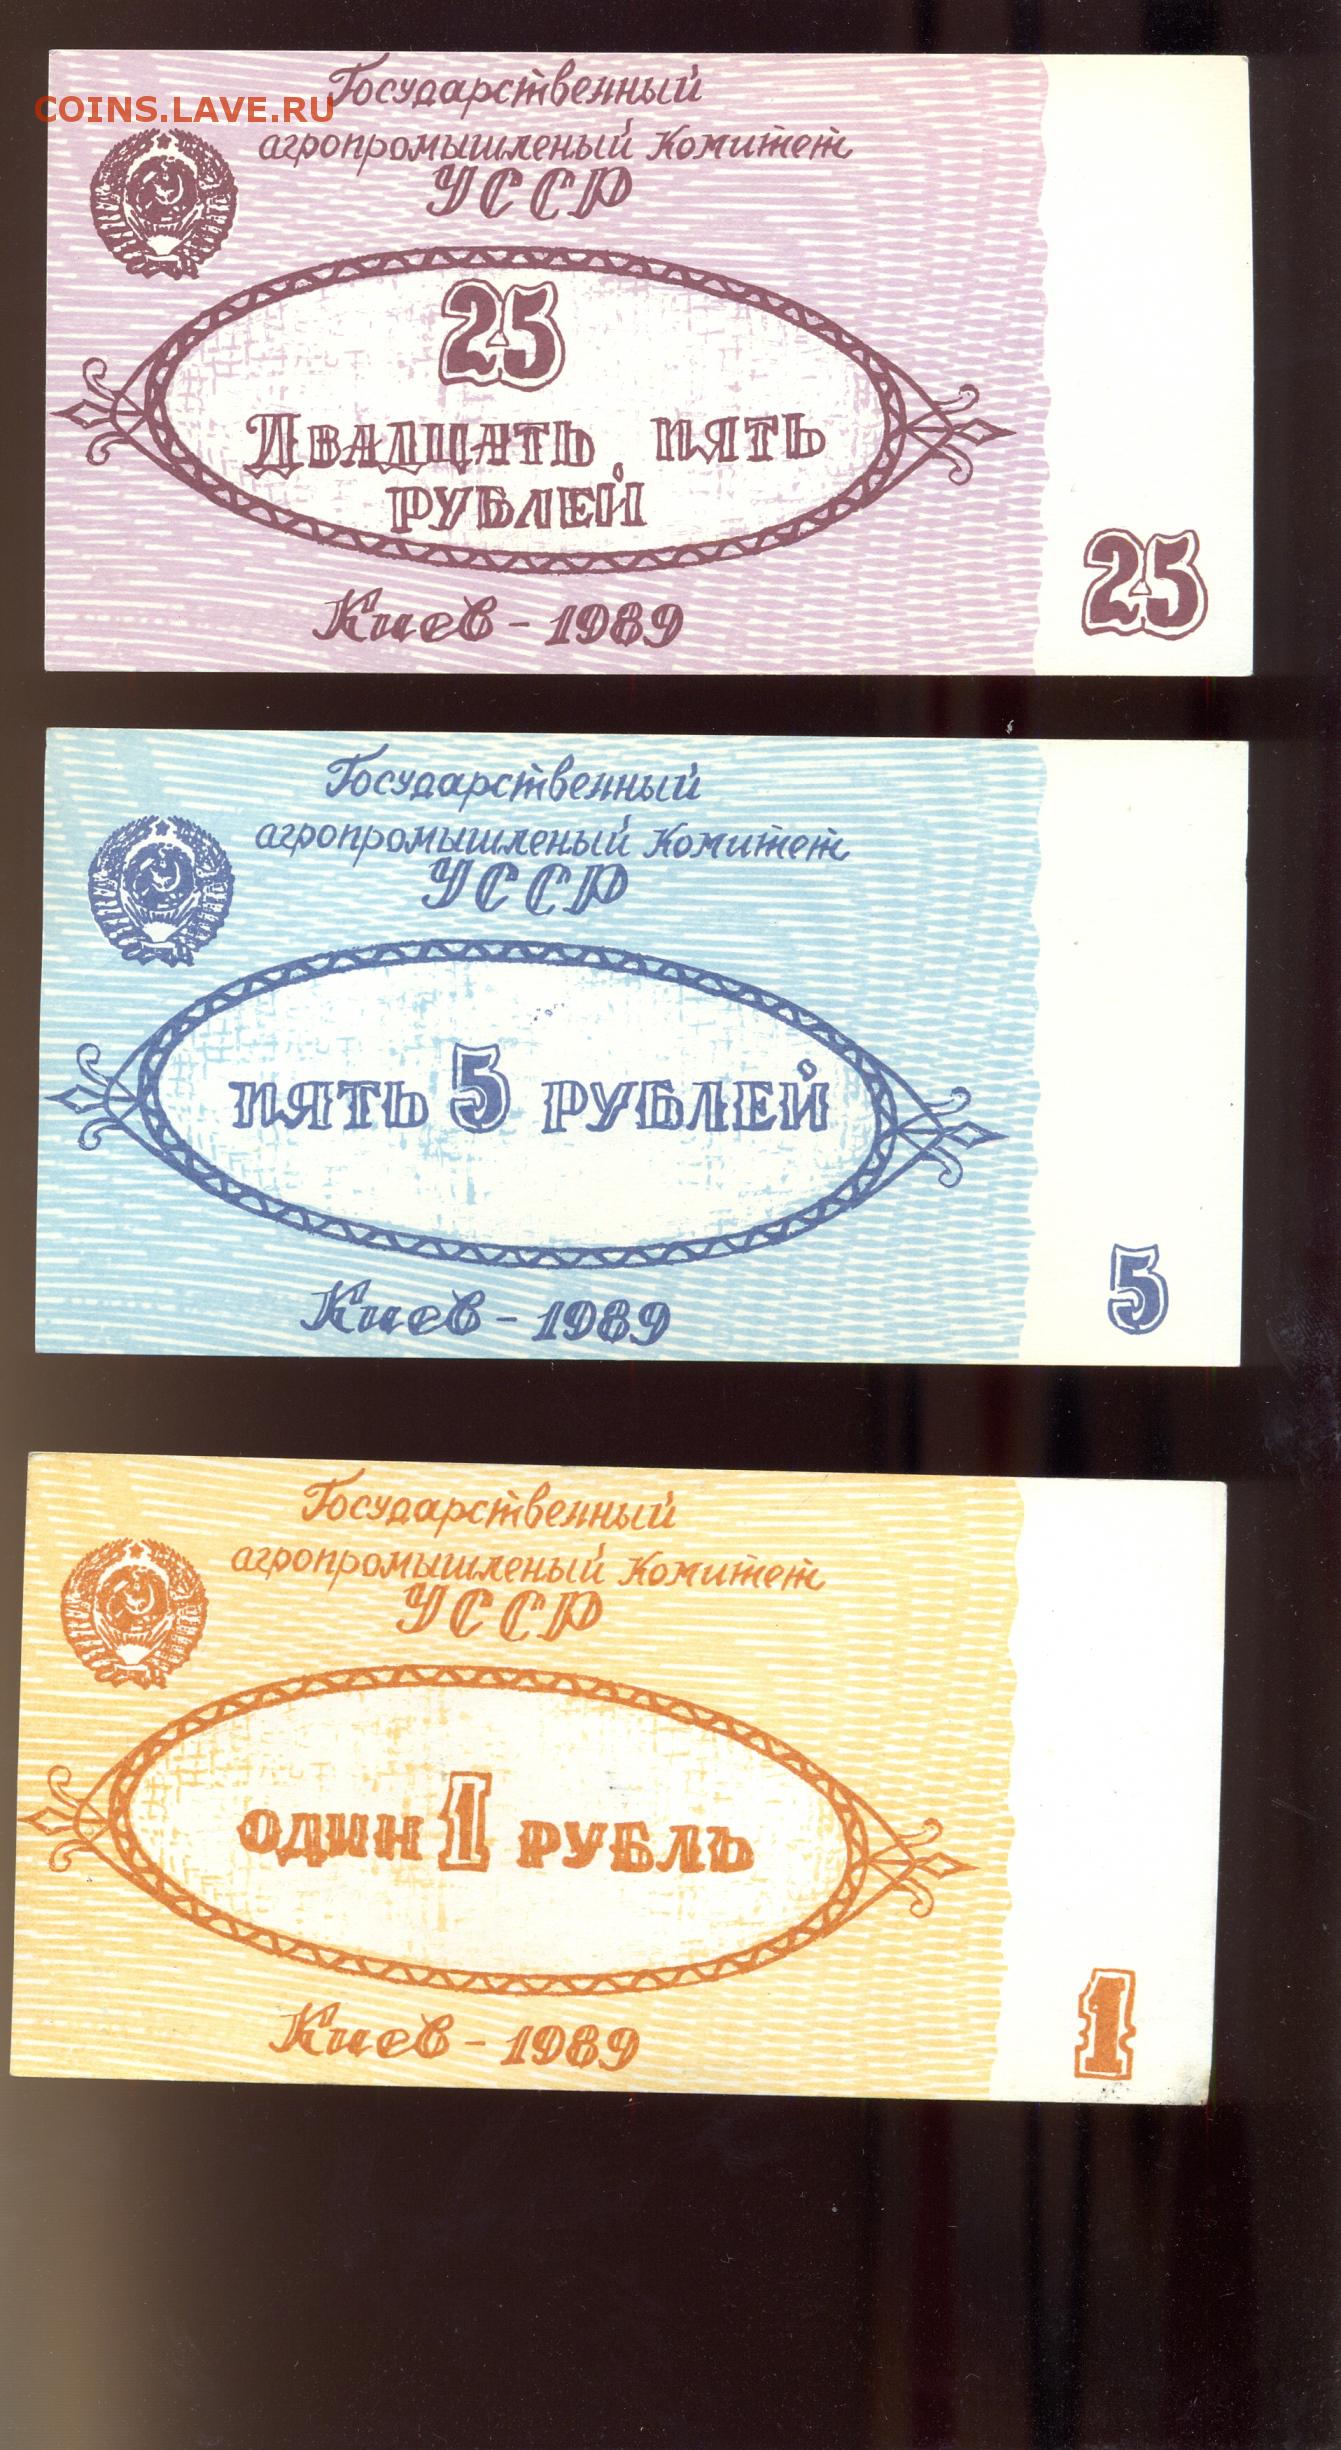 COINS.LAVE.RU
Государственный
агропромышленый комитет
УССР
25
Двадцать пять
рублей
Киев - 1989
25
Государственный
агропромышленый комитет
УССР
пять 5 рублей
Киев - 1989
5
Государственный
агропромышленый комитет
УССР
один 1 рубль
Киев - 1989
1